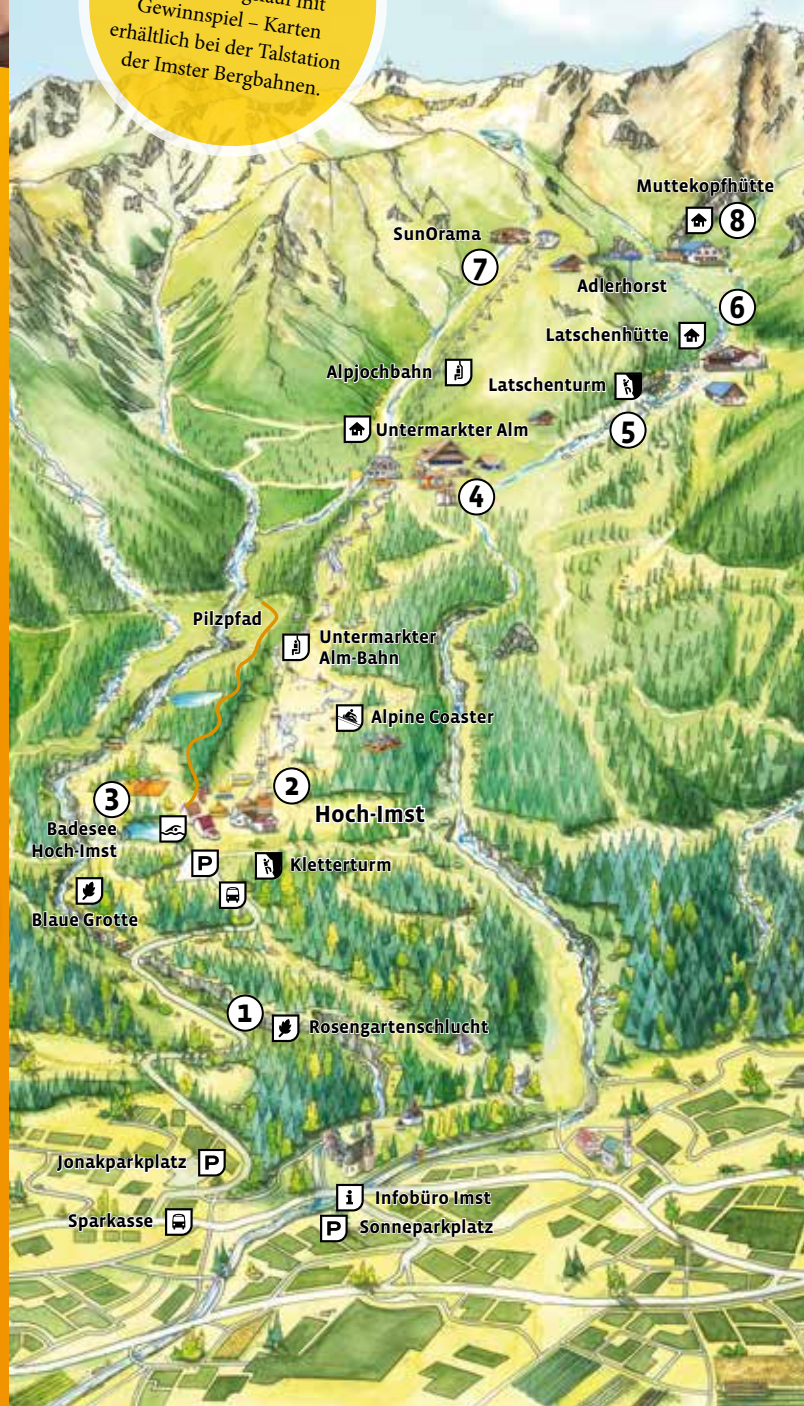 mit
Gewinnspiel – Karten
erhältlich bei der Talstation
der Imster Bergbahnen.
Muttekopfhütte
8
SunOrama
7
Adlerhorst
6
Latschenhütte
Alpjochbahn
Latschenturm
5
Untermarkter Alm
4
Pilzpfad
Untermarkter
Alm-Bahn
Alpine Coaster
2
3
Hoch-Imst
Badesee
Hoch-Imst
P
Kletterturm
Blaue Grotte
1
Rosengartenschlucht
Jonakparkplatz P
i Infobüro Imst
Sparkasse
P Sonneparkplatz